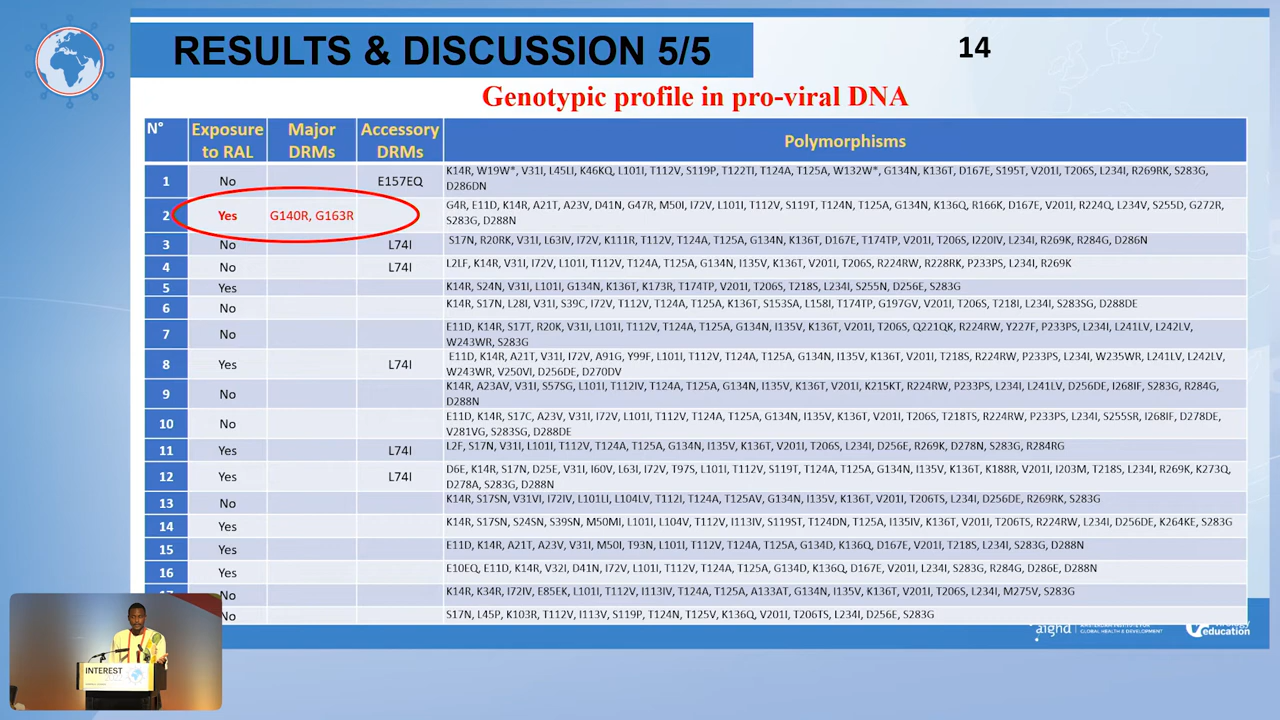 RESULTS & DISCUSSION 5/5
14
Genotypic profile in pro-viral DNA
N° Exposure to RAL Major DRMs Accessory DRMs Polymorphisms
1 No E157EQ K14R, W19W*, V31I, L45LI, K46KQ, L101I, T112V, S119P, T122TI, T124A, T125A, W132W*, G134N, K136T, D167E, S195T, V201I, T206S, L234I, R269RK, S283G,
D286DN
2 Yes G140R, G163R G4R, E11D, K14R, A21T, A23V, D41N, G47R, M50I, I72V, L101I, T112V, S119T, T124N, T125A, G134N, K136Q, R166K, D167E, V201I, R224Q, L234V, S255D, G272R,
S283G, D288N
3 No L74I S17N, R20RK, V31I, L63IV, I72V, K111R, T112V, T124A, T125A, G134N, K136T, D167E, T174TP, V201I, T206S, I220IV, L234I, R269K, R284G, D286N
4 No L74I L2LF, K14R, V31I, I72V, L101I, T112V, T124A, T125A, G134N, I135V, K136T, V201I, T206S, R224RW, R228RK, P233PS, L234I, R269K
5 Yes K14R, S24N, V31I, L101I, G134N, K136T, K173R, T174TP, V201I, T206S, T218S, L234I, S255N, D256E, S283G
6 No K14R, S17N, L28I, V31I, S39C, I72V, T112V, T124A, T125A, K136T, S153SA, L158I, T174TP, G197GV, V201I, T206S, T218I, L234I, S283SG, D288DE
7 No E11D, K14R, S17T, R20K, V31I, L101I, T112V, T124A, T125A, G134N, I135V, K136T, V201I, T206S, Q221QK, R224RW, Y227F, P233PS, L234I, L241LV, L242LV,
W243WR, S283G
8 Yes L74I E11D, K14R, A21T, V31I, I72V, A91G, Y99F, L101I, T112V, T124A, T125A, G134N, I135V, K136T, V201I, T218S, R224RW, P233PS, L234I, W235WR, L241LV, L242LV,
W243WR, V250VI, D256DE, D270DV
9 No K14R, A23AV, V31I, S57SG, L101I, T112IV, T124A, T125A, G134N, I135V, K136T, V201I, K215KT, R224RW, P233PS, L234I, L241LV, D256DE, I268IF, S283G, R284G,
D288N
10 No E11D, K14R, S17C, A23V, V31I, I72V, L101I, T112V, T124A, T125A, G134N, I135V, K136T, V201I, T206S, T218TS, R224RW, P233PS, L234I, S255SR, I268IF, D278DE,
V281VG, S283SG, D288DE
11 Yes L74I L2F, S17N, V31I, L101I, T112V, T124A, T125A, G134N, I135V, K136T, V201I, T206S, L234I, D256E, R269K, D278N, S283G, R284RG
12 Yes L74I D6E, K14R, S17N, D25E, V31I, I60V, L63I, I72V, T97S, L101I, T112V, S119T, T124A, T125A, G134N, I135V, K136T, K188R, V201I, I203M, T218S, L234I, R269K, K273Q,
D278A, S283G, D288N
13 No K14R, S17SN, V31VI, I72IV, L101LI, L104LV, T112I, T124A, T125AV, G134N, I135V, K136T, V201I, T206TS, L234I, D256DE, R269RK, S283G
14 Yes K14R, S17SN, S24SN, S39SN, M50MI, L101I, L104V, T112V, I113IV, S119ST, T124DN, T125A, I135IV, K136T, V201I, T206TS, R224RW, L234I, D256DE, K264KE, S283G
15 Yes E11D, K14R, A21T, A23V, V31I, M50I, T93N, L101I, T112V, T124A, T125A, G134D, K136Q, D167E, V201I, T218S, L234I, S283G, D288N
16 Yes E10EQ, E11D, K14R, V32I, D41N, I72V, L101I, T112V, T124A, T125A, G134D, K136Q, D167E, V201I, L234I, S283G, R284G, D386E, D288N
No K14R, K34R, I72IV, E85EK, L101I, T112V, I113IV, T124A, T125A, A133AT, G134N, I135V, K136T, V201I, T206S, L234I, M275V, S283G
No S17N, L45P, K103R, T112V, I113V, S119P, T124N, T125V, K136Q, V201I, T206TS, L234I, D256E, S283G
INTEREST
aighd
GLOBAL HEALTH & DEVELOPMENT
education